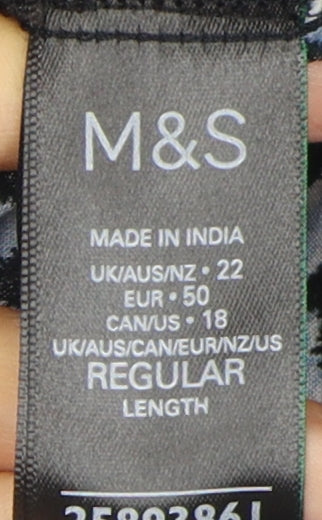 M&S
MADE IN INDIA
UK/AUS/NZ • 22
EUR • 50
CAN/US • 18
UK/AUS/CAN/EUR/NZ/US
REGULAR
LENGTH